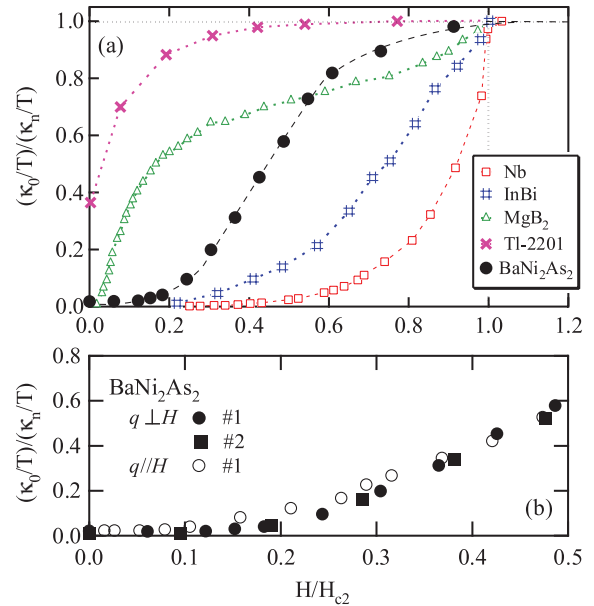 (a)
(κ₀/T)/(κₙ/T)
1.0
0.8
0.6
0.4
0.2
0.0
Nb
InBi
MgB₂
Tl-2201
BaNi₂As₂
0.0 0.2 0.4 0.6 0.8 1.0 1.2
(κ₀/T)/(κₙ/T)
0.8
0.6
0.4
0.2
0.0
BaNi₂As₂
q ⊥ H #1
#2
q//H #1
(b)
0.0 0.1 0.2 0.3 0.4 0.5
H/H_c2